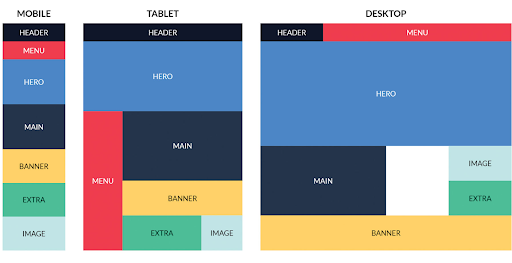 MOBILE
HEADER
MENU
HERO
MAIN
BANNER
EXTRA
IMAGE
TABLET
HEADER
HERO
MENU
MAIN
BANNER
EXTRA IMAGE
DESKTOP
HEADER MENU
HERO
MAIN
IMAGE
EXTRA
BANNER